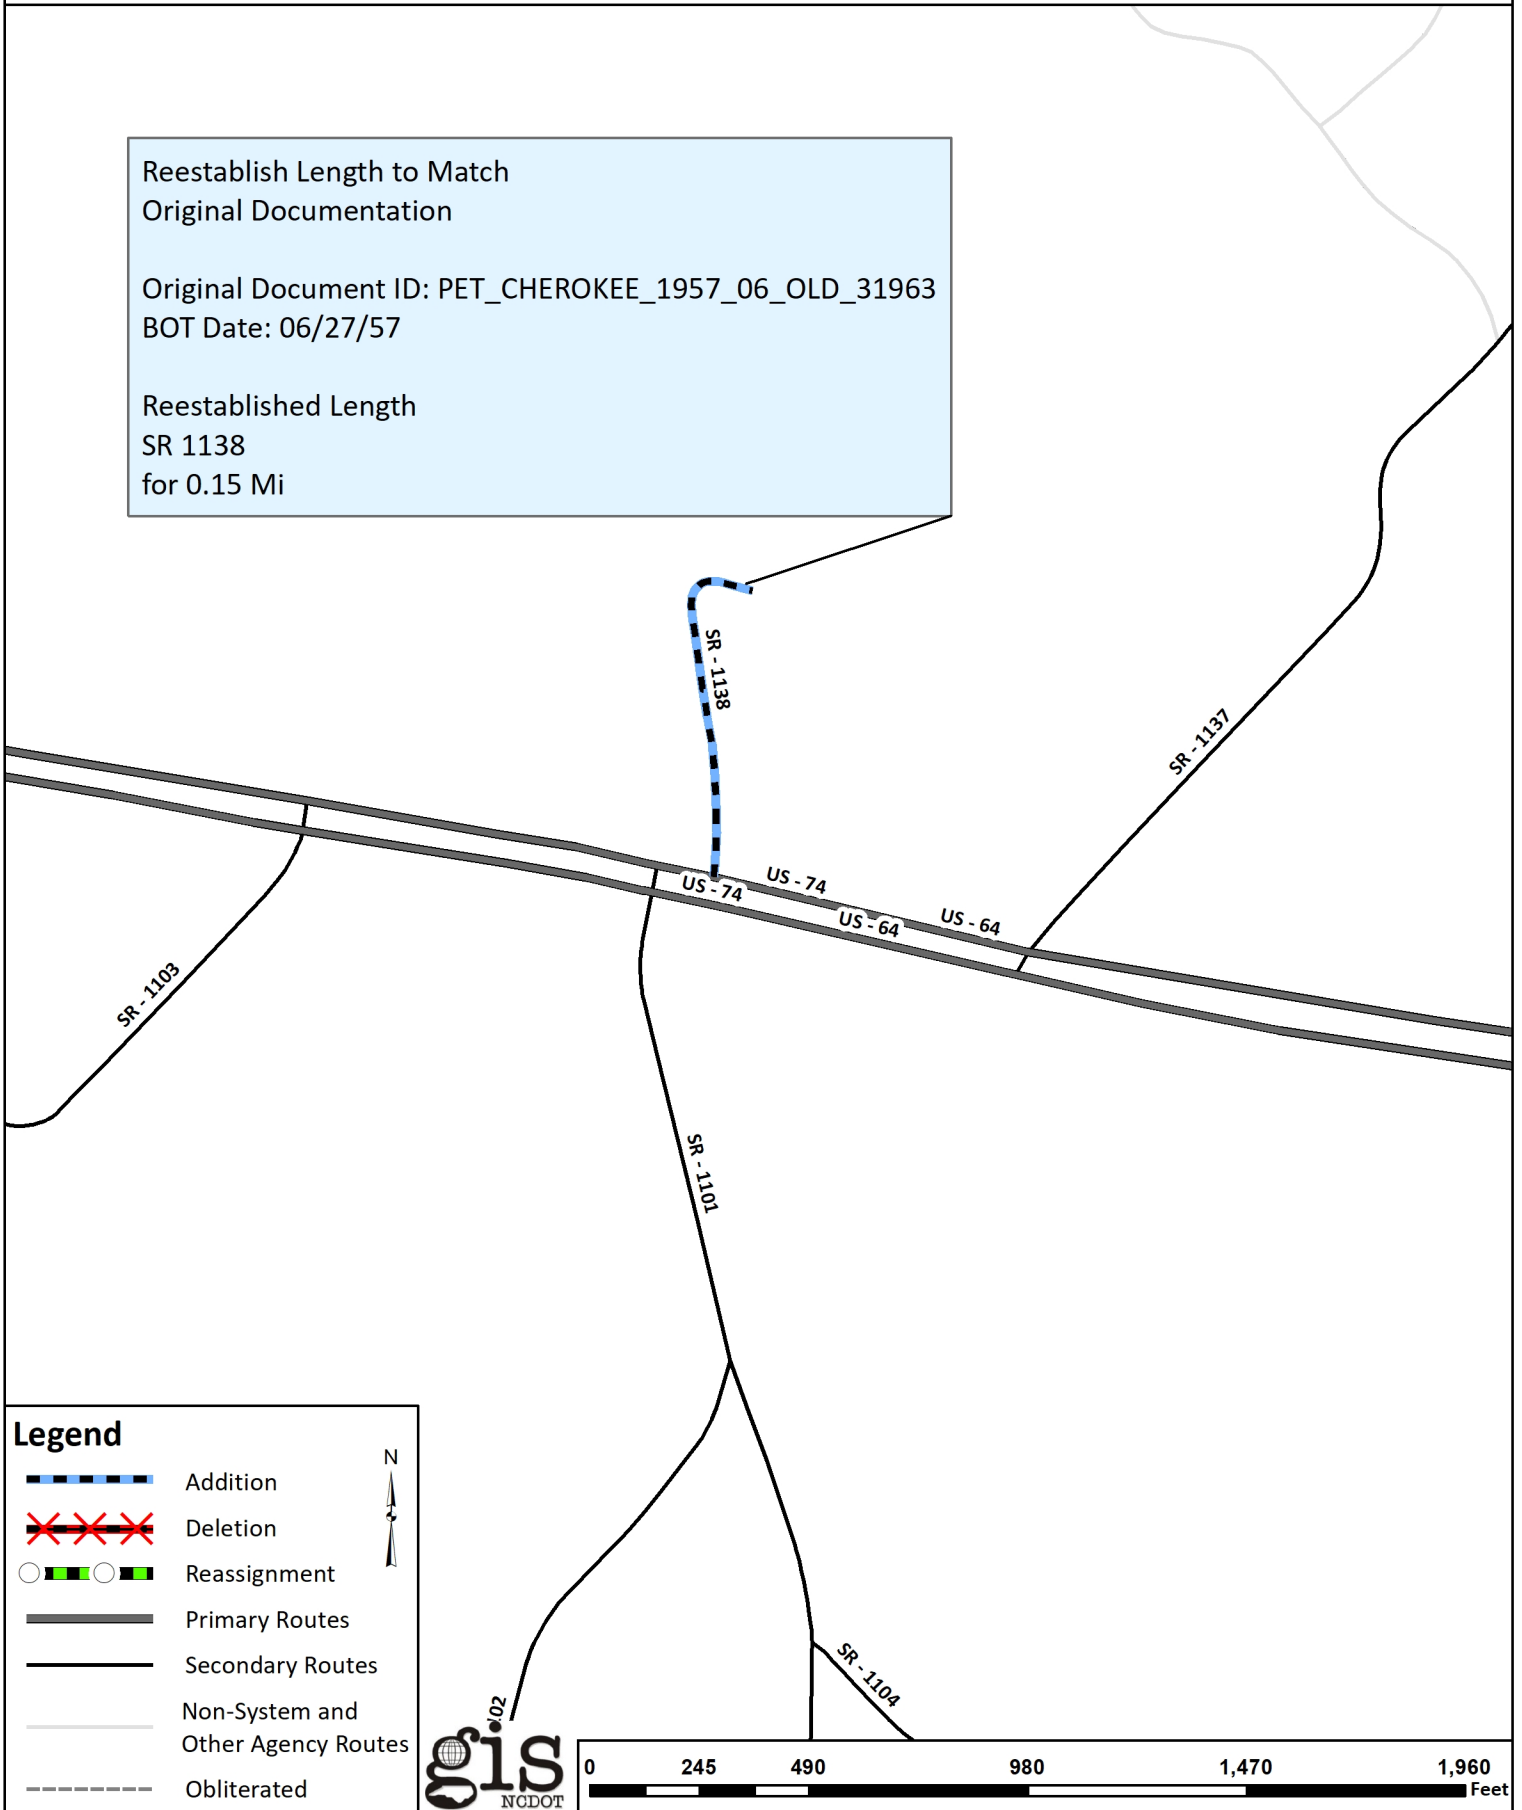 Reestablish Length to Match
Original Documentation
Original Document ID: PET_CHEROKEE_1957_06_OLD_31963
BOT Date: 06/27/57
Reestablished Length
SR 1138
for 0.15 Mi
SR - 1138
SR - 1137
US - 74
US - 74
US - 64
US - 64
SR - 1103
SR - 1101
SR - 1104
Legend
N
Addition
Deletion
Reassignment
Primary Routes
Secondary Routes
Non-System and
Other Agency Routes
Obliterated
gis
NCDOT
0 245 490 980 1,470 1,960
Feet